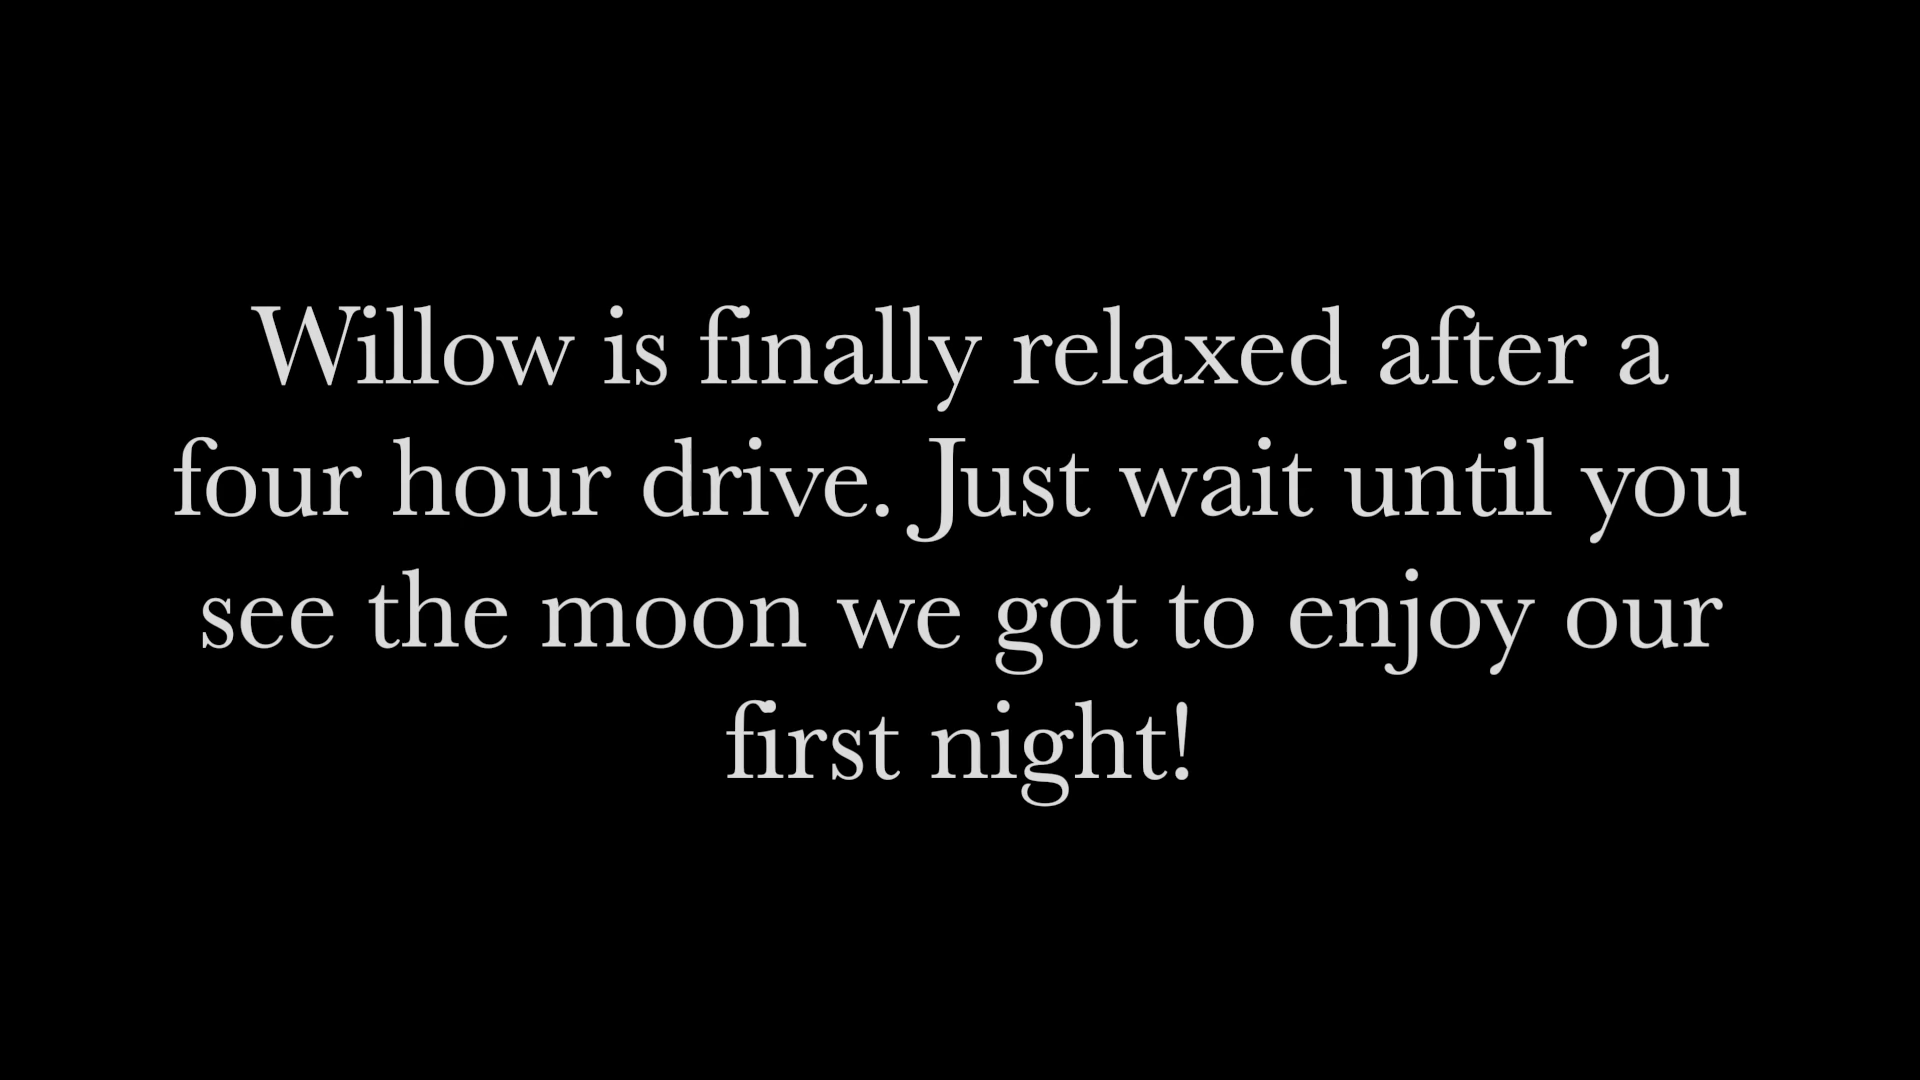 Willow is finally relaxed after a
four hour drive. Just wait until you
see the moon we got to enjoy our
first night!